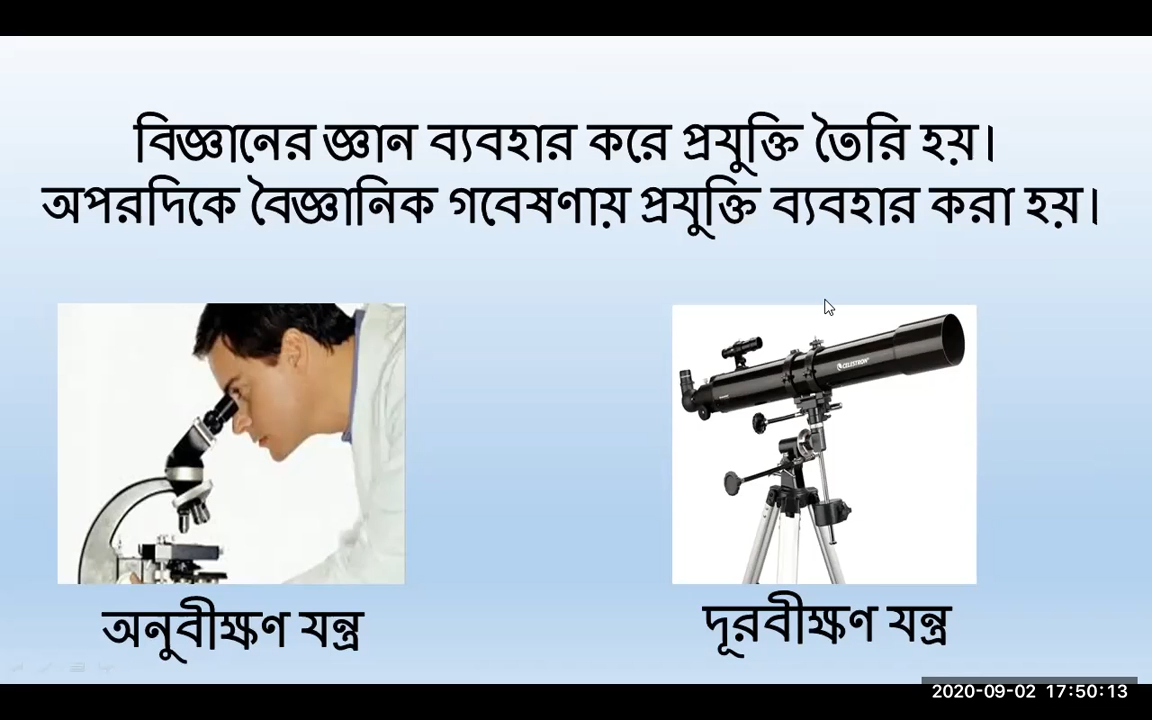 বিজ্ঞানের জ্ঞান ব্যবহার করে প্রযুক্তি তৈরি হয়।
অপরদিকে বৈজ্ঞানিক গবেষণায় প্রযুক্তি ব্যবহার করা হয়।
CELESTRON
অনুবীক্ষণ যন্ত্র
দূরবীক্ষণ যন্ত্র
2020-09-02 17:50:13